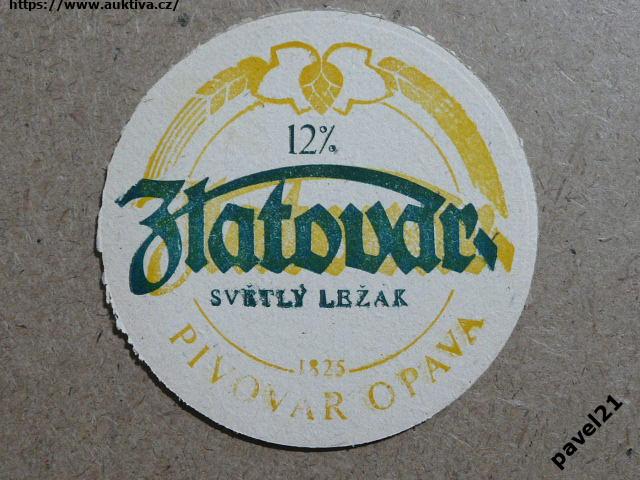 https://www.auktiva.cz/
12%
Zlatovar
SVĚTLÝ LEŽAK
1825
PIVOVAR OPAVA
pavel21